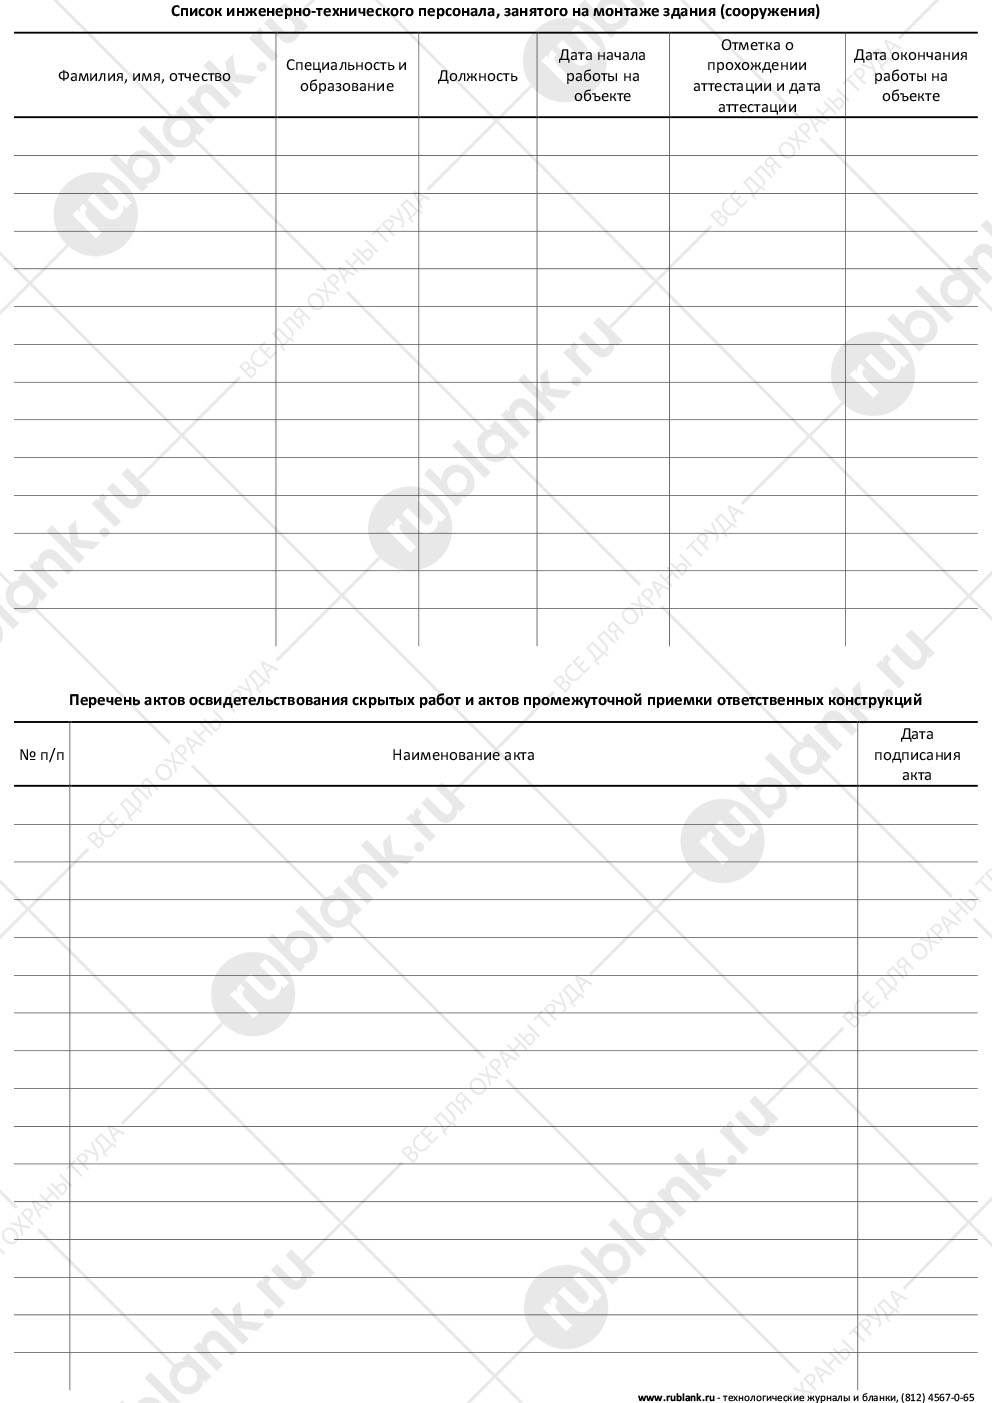 Список инженерно-технического персонала, занятого на монтаже здания (сооружения)
Фамилия, имя, отчество
Специальность и
образование
Должность
Дата начала
работы на
объекте
Отметка о
прохождении
аттестации и дата
аттестации
Дата окончания
работы на
объекте
Перечень актов освидетельствования скрытых работ и актов промежуточной приемки ответственных конструкций
№ п/п
Наименование акта
Дата
подписания
акта
www.rublank.ru - технологические журналы и бланки, (812) 4567-0-65
rublank.ru
ВСЕ ДЛЯ ОХРАНЫ ТРУДА